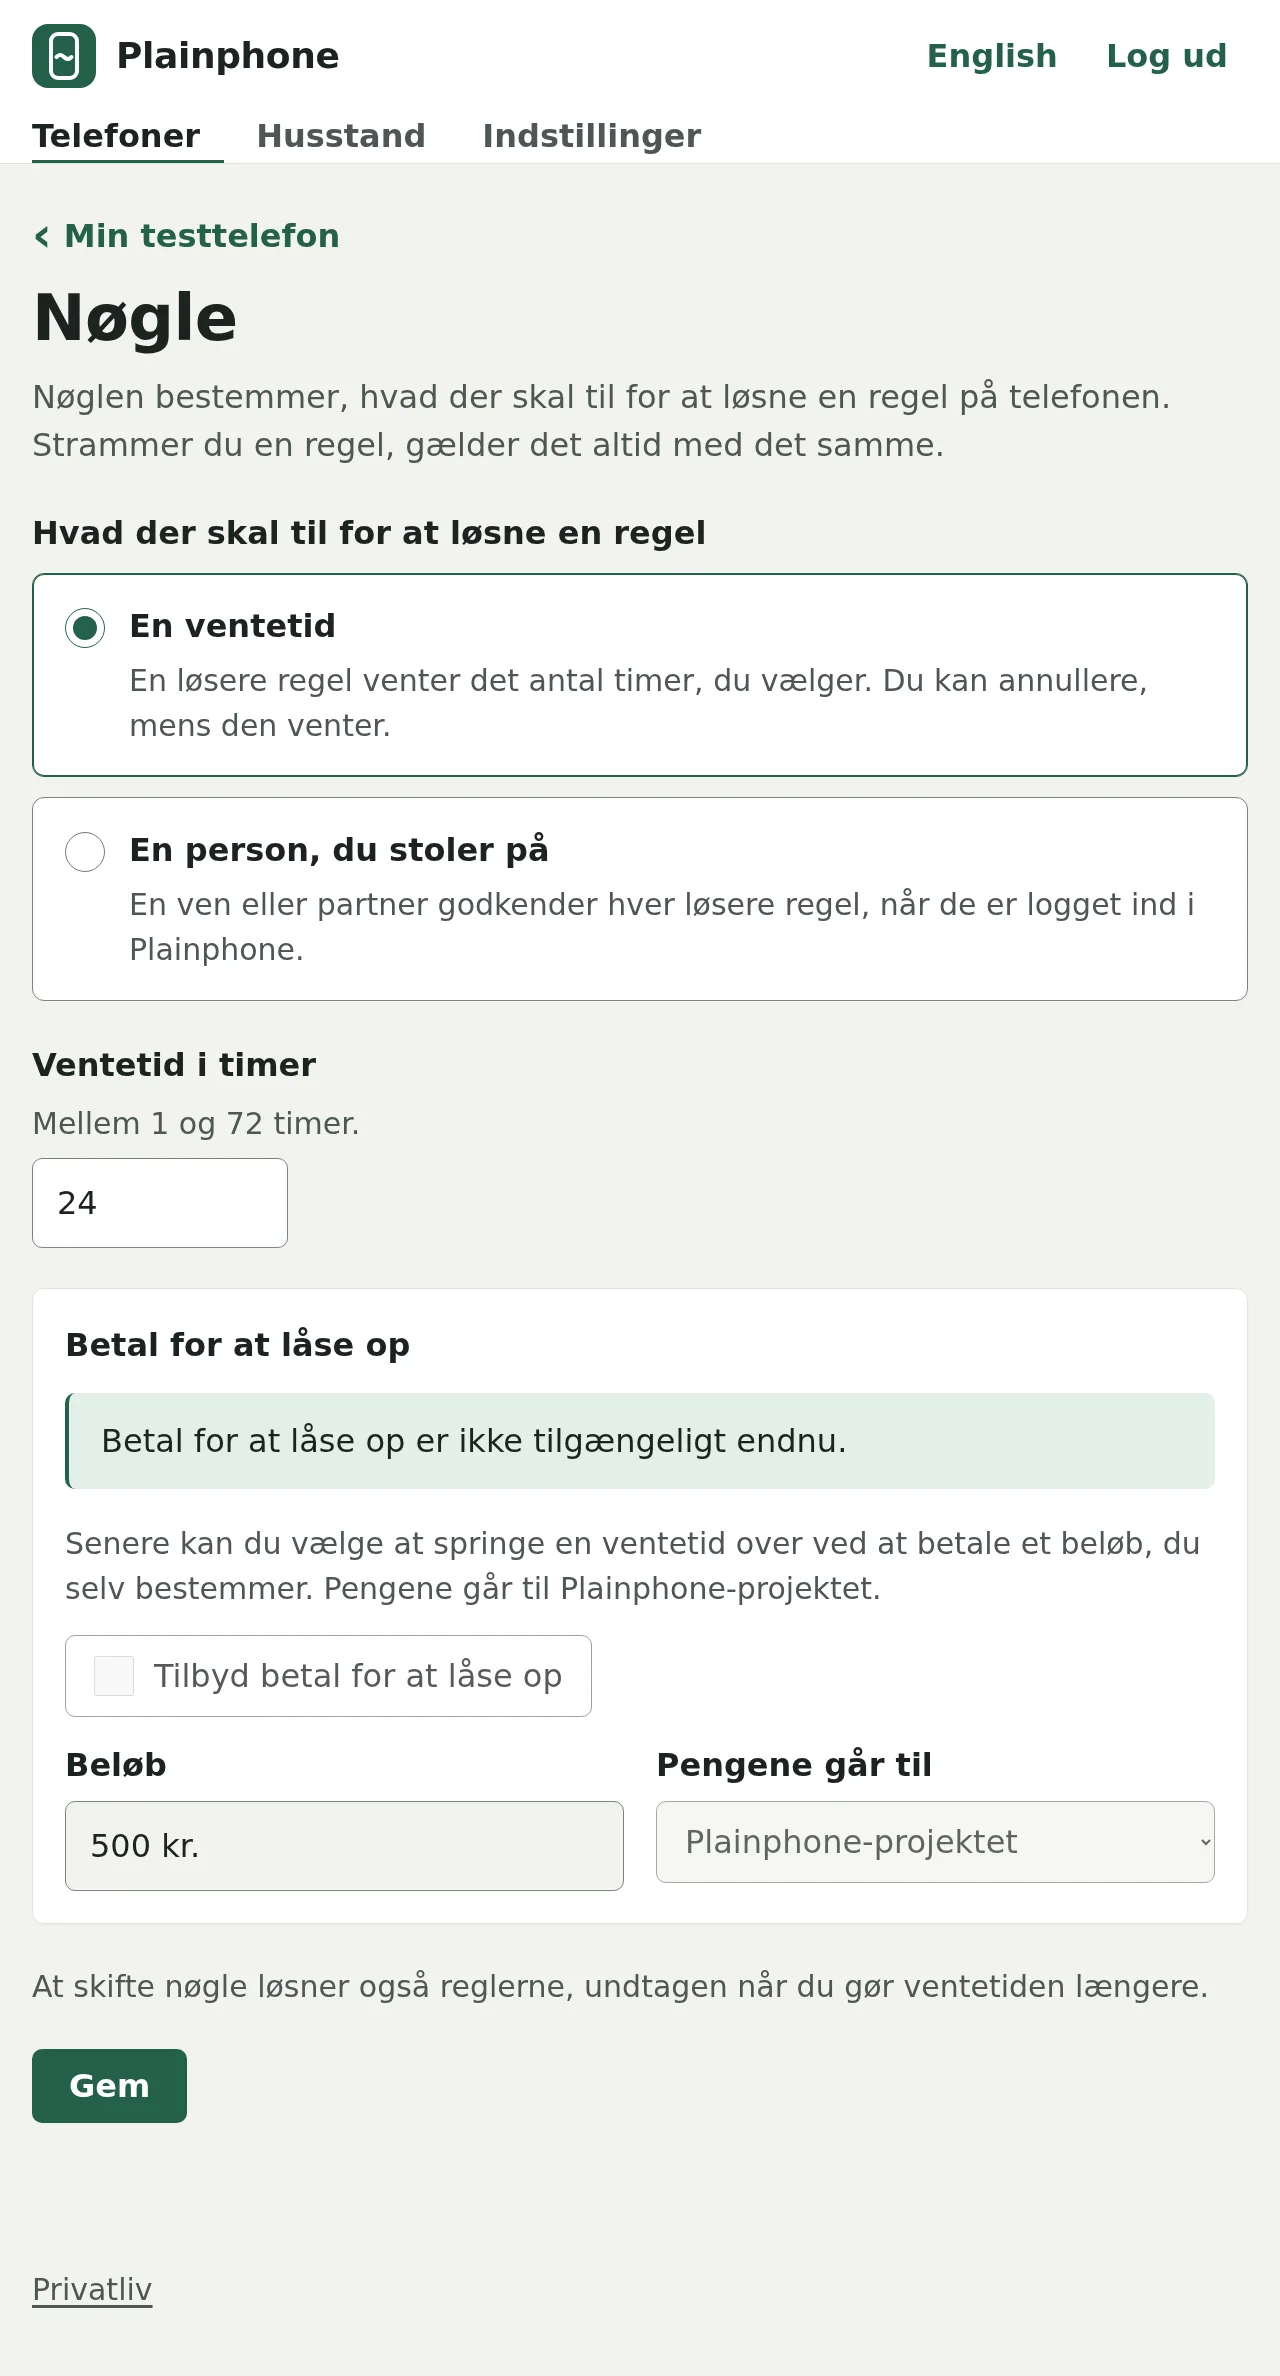 Plainphone
English
Log ud
Telefoner
Husstand
Indstillinger
‹ Min testtelefon
Nøgle
Nøglen bestemmer, hvad der skal til for at løsne en regel på telefonen.
Strammer du en regel, gælder det altid med det samme.
Hvad der skal til for at løsne en regel
En ventetid
En løsere regel venter det antal timer, du vælger. Du kan annullere,
mens den venter.
En person, du stoler på
En ven eller partner godkender hver løsere regel, når de er logget ind i
Plainphone.
Ventetid i timer
Mellem 1 og 72 timer.
24
Betal for at låse op
Betal for at låse op er ikke tilgængeligt endnu.
Senere kan du vælge at springe en ventetid over ved at betale et beløb, du
selv bestemmer. Pengene går til Plainphone-projektet.
Tilbyd betal for at låse op
Beløb
Pengene går til
500 kr.
Plainphone-projektet
At skifte nøgle løsner også reglerne, undtagen når du gør ventetiden længere.
Gem
Privatliv